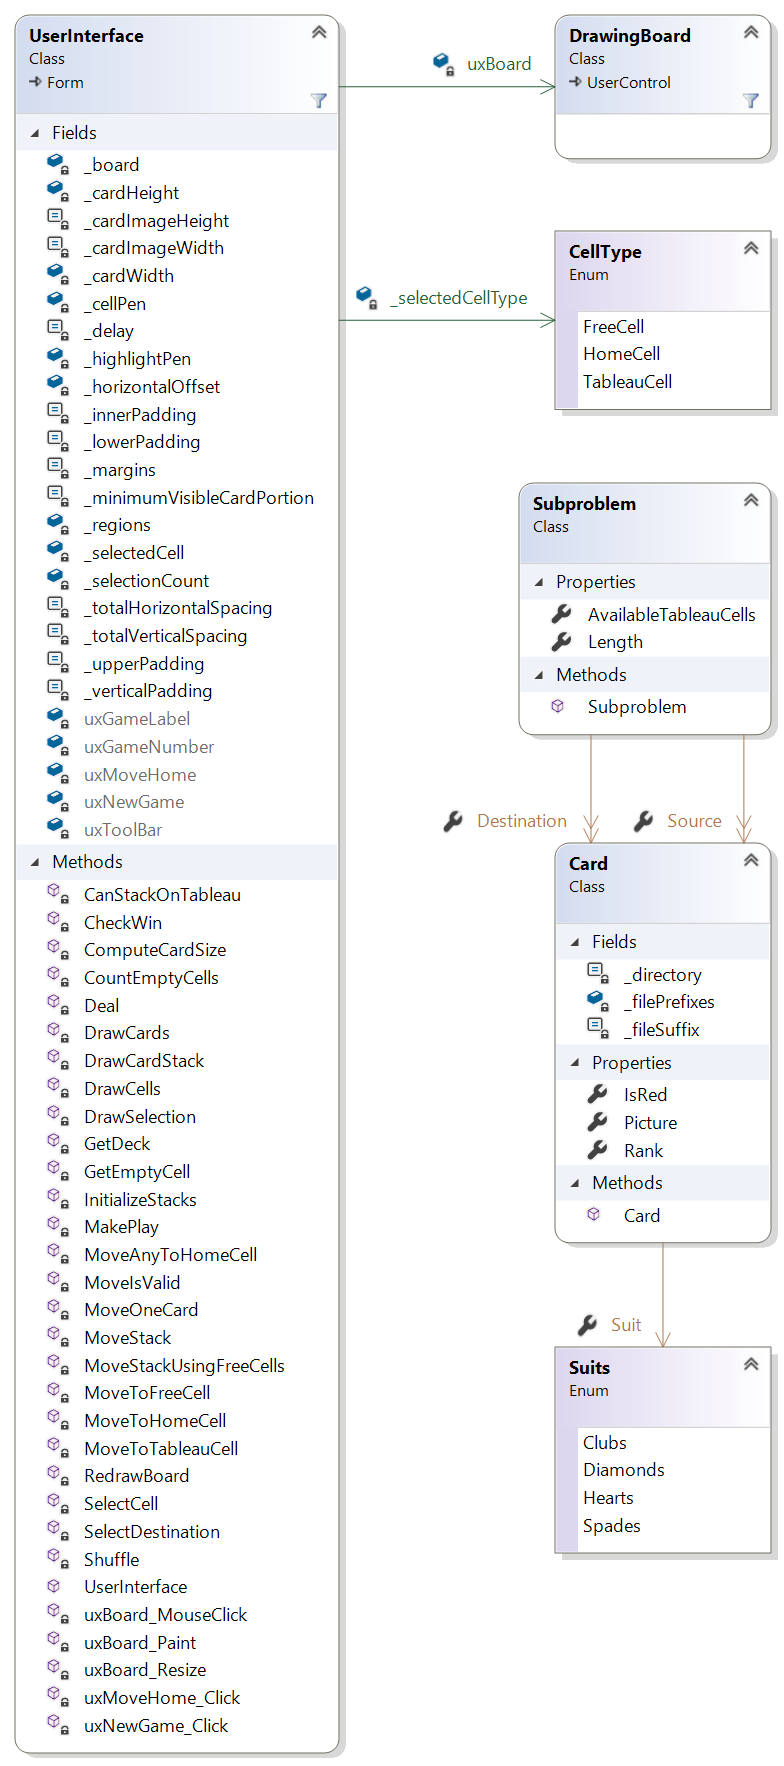 UserInterface
Class
Form
Fields
_board
_cardHeight
_cardImageHeight
_cardImageWidth
_cardWidth
_cellPen
_delay
_highlightPen
_horizontalOffset
_innerPadding
_lowerPadding
_margins
_minimumVisibleCardPortion
_regions
_selectedCell
_selectionCount
_totalHorizontalSpacing
_totalVerticalSpacing
_upperPadding
_verticalPadding
uxGameLabel
uxGameNumber
uxMoveHome
uxNewGame
uxToolBar
Methods
CanStackOnTableau
CheckWin
ComputeCardSize
CountEmptyCells
Deal
DrawCards
DrawCardStack
DrawCells
DrawSelection
GetDeck
GetEmptyCell
InitializeStacks
MakePlay
MoveAnyToHomeCell
MoveIsValid
MoveOneCard
MoveStack
MoveStackUsingFreeCells
MoveToFreeCell
MoveToHomeCell
MoveToTableauCell
RedrawBoard
SelectCell
SelectDestination
Shuffle
UserInterface
uxBoard_MouseClick
uxBoard_Paint
uxBoard_Resize
uxMoveHome_Click
uxNewGame_Click
uxBoard
DrawingBoard
Class
UserControl
_selectedCellType
CellType
Enum
FreeCell
HomeCell
TableauCell
Subproblem
Class
Properties
AvailableTableauCells
Length
Methods
Subproblem
Destination
Source
Card
Class
Fields
_directory
_filePrefixes
_fileSuffix
Properties
IsRed
Picture
Rank
Methods
Card
Suit
Suits
Enum
Clubs
Diamonds
Hearts
Spades